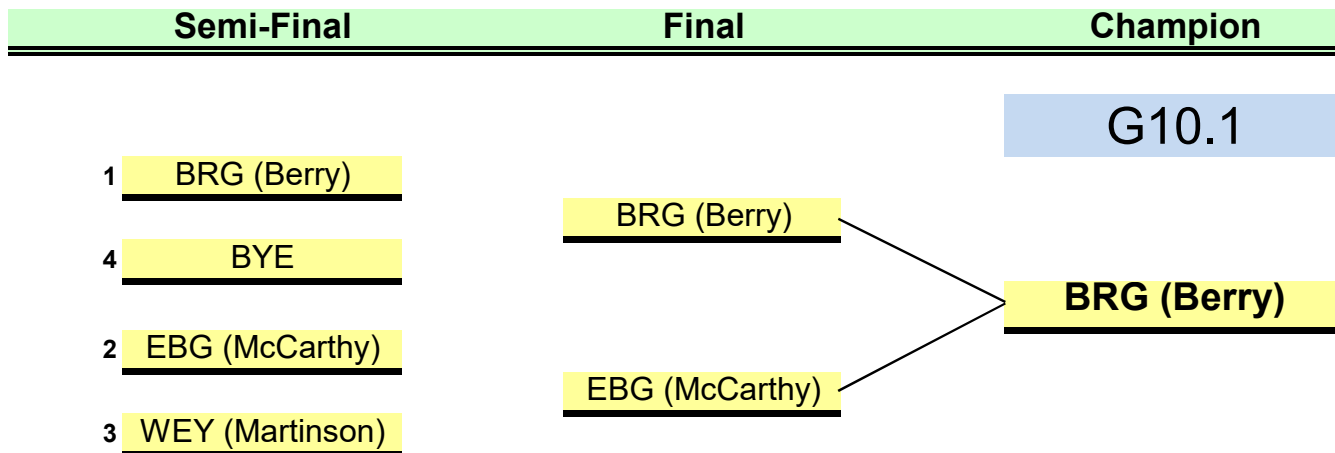 Semi-Final Final Champion
G10.1
1 BRG (Berry)
BRG (Berry)
4 BYE
BRG (Berry)
2 EBG (McCarthy)
EBG (McCarthy)
3 WEY (Martinson)